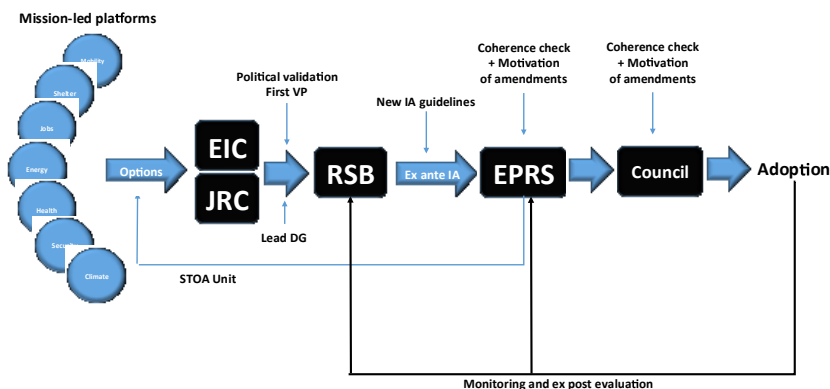 Mission-led platforms
Mobility
Shelter
Jobs
Energy
Health
Security
Climate
Options
EIC
JRC
Political validation
First VP
Lead DG
STOA Unit
RSB
New IA guidelines
Ex ante IA
Coherence check
+ Motivation
of amendments
EPRS
Coherence check
+ Motivation
of amendments
Council
Adoption
Monitoring and ex post evaluation